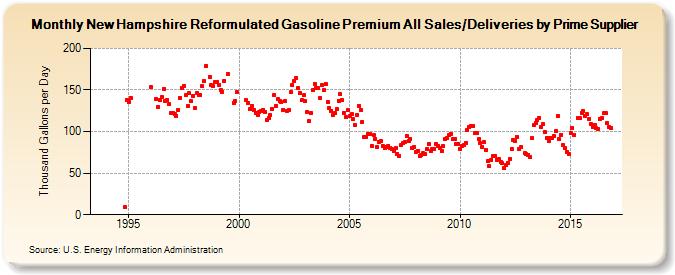 Monthly New Hampshire Reformulated Gasoline Premium All Sales/Deliveries by Prime Supplier
Thousand Gallons per Day
200
150
100
50
0
1995 2000 2005 2010 2015
Source: U.S. Energy Information Administration